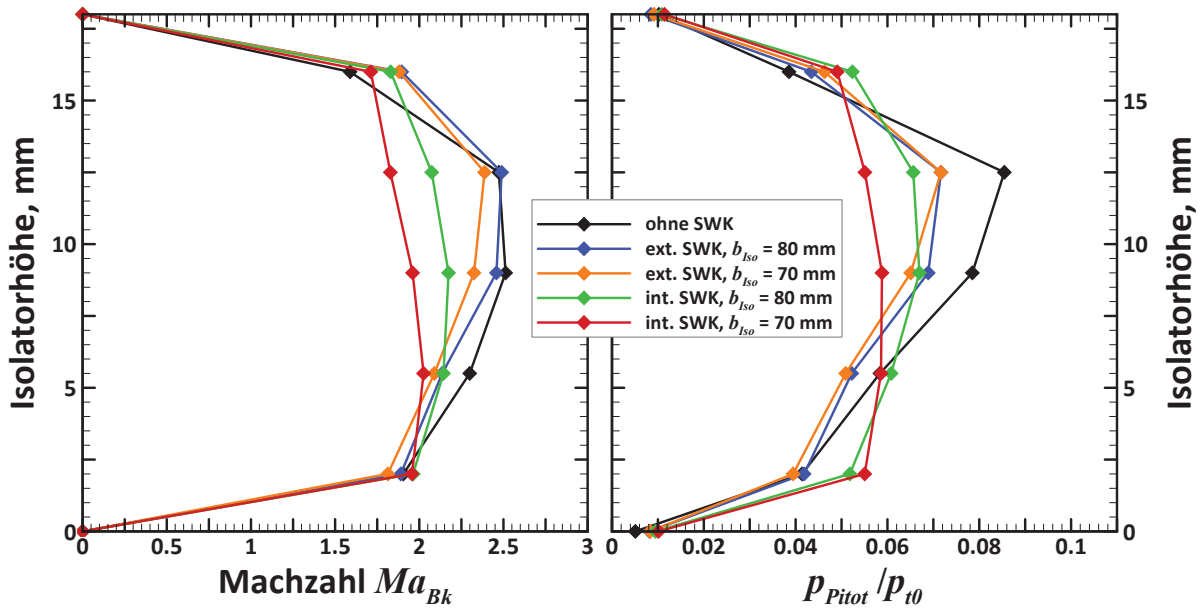 Isolatorhöhe, mm
15
10
5
0
0
0.5
1
1.5
2
2.5
3
Machzahl Ma_Bk
ohne SWK
ext. SWK, b_Iso = 80 mm
ext. SWK, b_Iso = 70 mm
int. SWK, b_Iso = 80 mm
int. SWK, b_Iso = 70 mm
0
0.02
0.04
0.06
0.08
0.1
p_Pitot /p_t0
15
10
5
0
Isolatorhöhe, mm